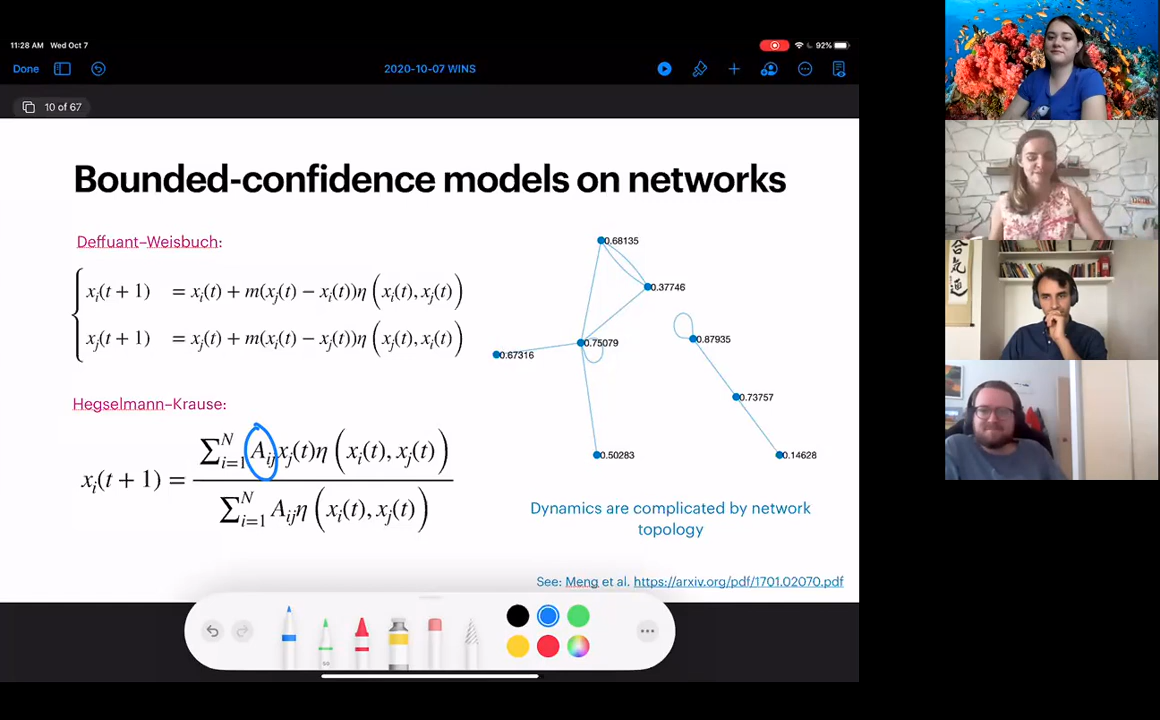 11:28 AM Wed Oct 7
92%
Done
2020-10-07 WINS
10 of 67
Bounded-confidence models on networks
Deffuant–Weisbuch:
x_i(t + 1) = x_i(t) + m(x_j(t) − x_i(t))η (x_i(t), x_j(t))
x_j(t + 1) = x_j(t) + m(x_i(t) − x_j(t))η (x_j(t), x_i(t))
Hegselmann–Krause:
x_i(t + 1) = ∑_{i=1}^N A_{ij}x_j(t)η (x_i(t), x_j(t)) / ∑_{i=1}^N A_{ij}η (x_i(t), x_j(t))
0.68135
0.37746
0.75079
0.67316
0.50283
0.87935
0.73757
0.14628
Dynamics are complicated by network
topology
See: Meng et al. https://arxiv.org/pdf/1701.02070.pdf